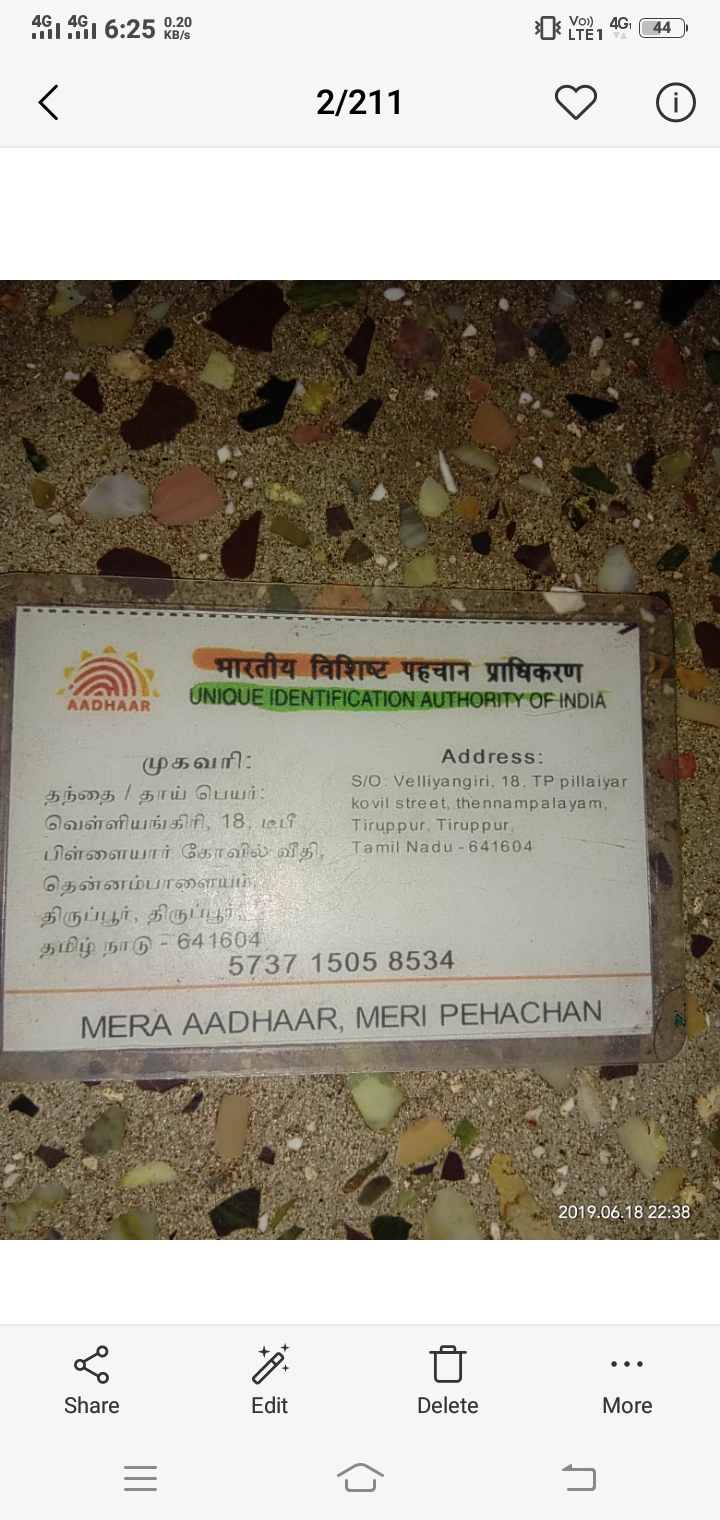 4G 4G 6:25 0.20 KB/s Vo)) LTE1 4G 44
2/211
भारतीय विशिष्ट पहचान प्राधिकरण
UNIQUE IDENTIFICATION AUTHORITY OF INDIA
AADHAAR
முகவரி:
தந்தை / தாய் பெயர்:
வெள்ளியங்கிரி, 18, டீபீ
பிள்ளையார் கோவில் வீதி,
தென்னம்பாளையம்,
திருப்பூர், திருப்பூர்,
தமிழ் நாடு - 641604
Address:
S/O: Velliyangiri, 18, TP pillaiyar
kovil street, thennampalayam,
Tiruppur, Tiruppur,
Tamil Nadu - 641604
5737 1505 8534
MERA AADHAAR, MERI PEHACHAN
2019.06.18 22:38
Share Edit Delete More